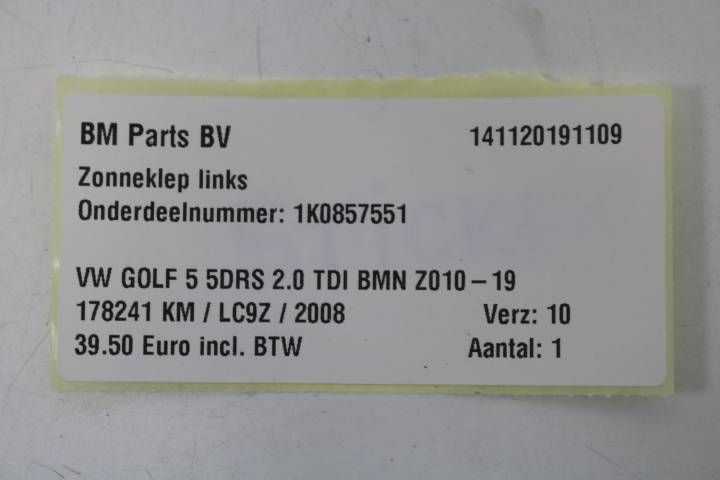 BM Parts BV 141120191109
Zonneklep links
Onderdeelnummer: 1K0857551
VW GOLF 5 5DRS 2.0 TDI BMN Z010-19
178241 KM / LC9Z / 2008 Verz: 10
39.50 Euro incl. BTW Aantal: 1